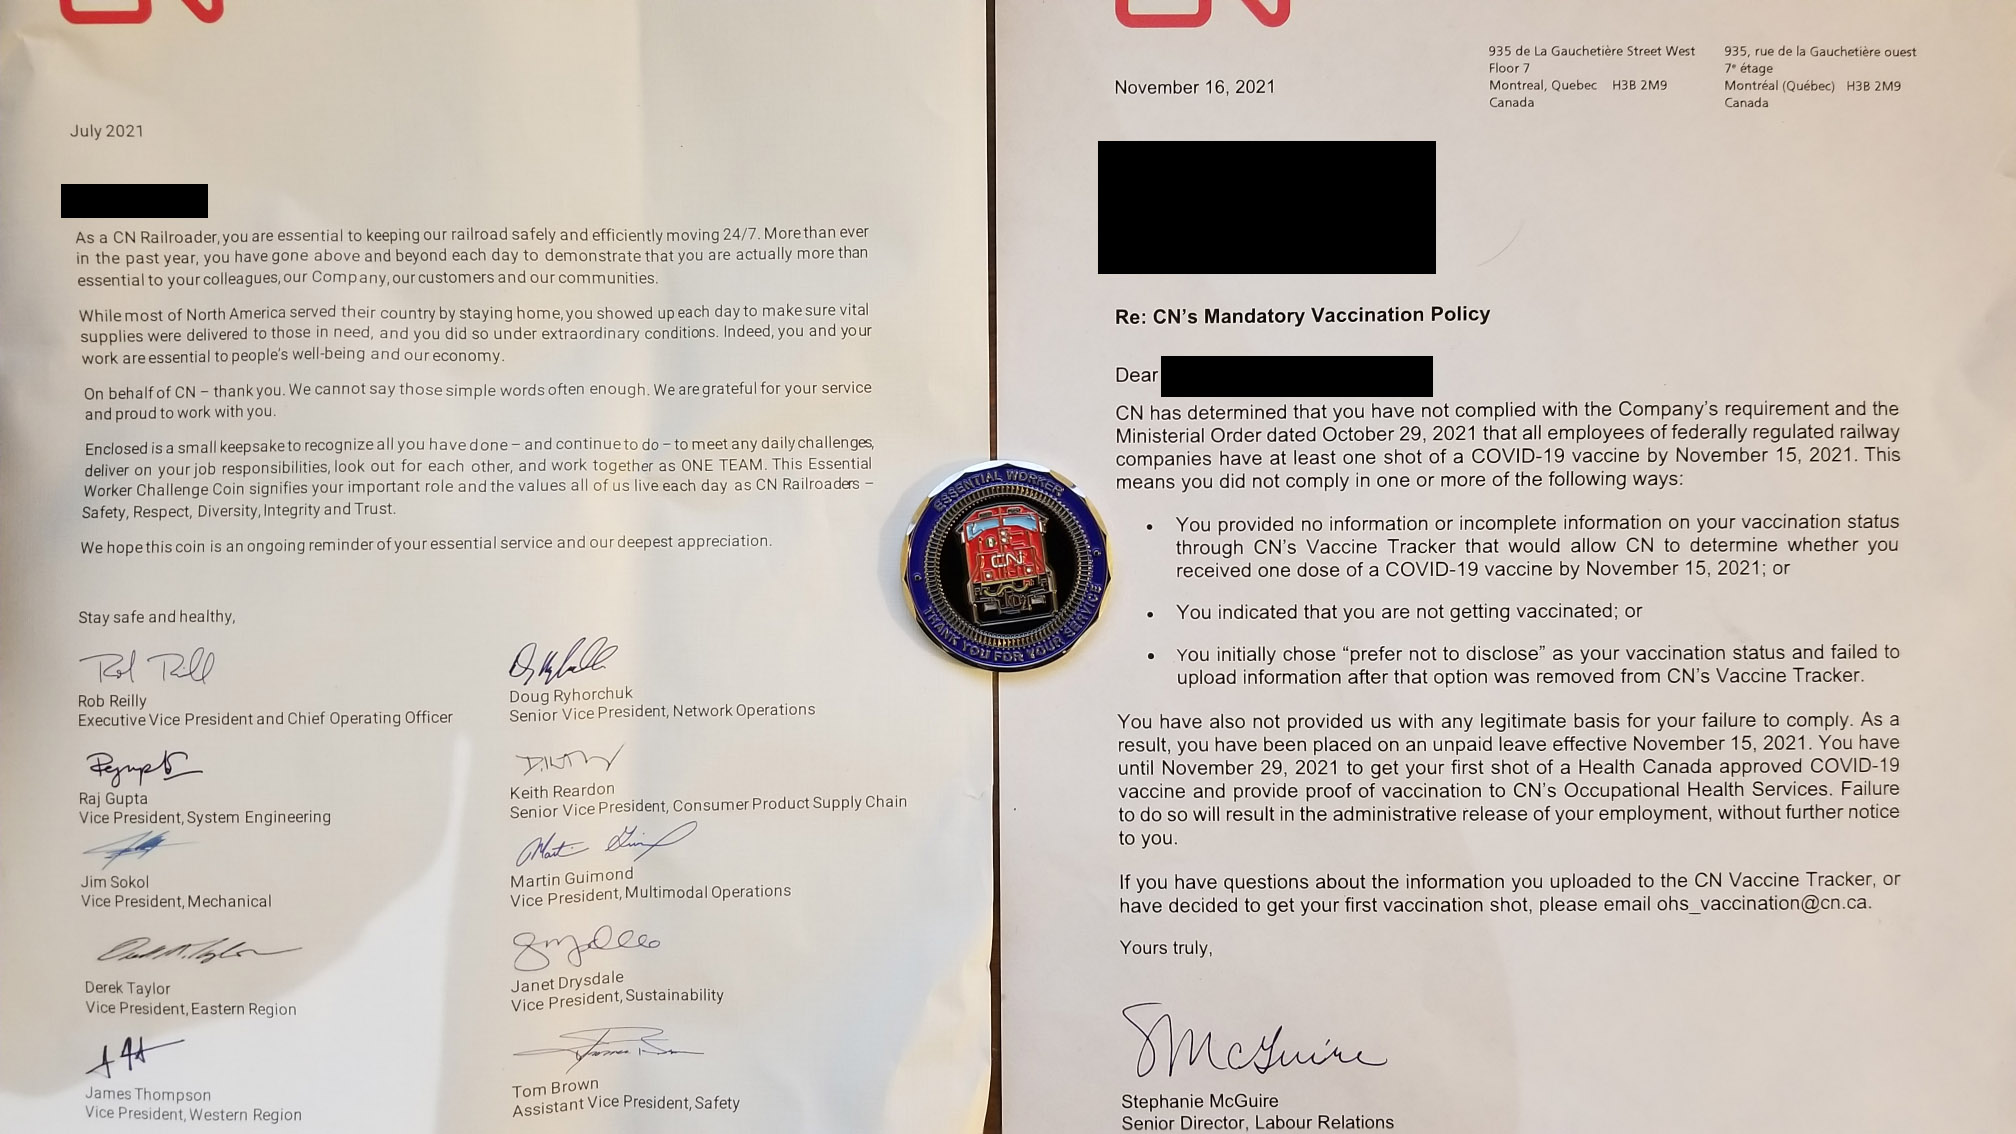 CN
July 2021
As a CN Railroader, you are essential to keeping our railroad safely and efficiently moving 24/7. More than ever
in the past year, you have gone above and beyond each day to demonstrate that you are actually more than
essential to your colleagues, our Company, our customers and our communities.
While most of North America served their country by staying home, you showed up each day to make sure vital
supplies were delivered to those in need, and you did so under extraordinary conditions. Indeed, you and your
work are essential to people's well-being and our economy.
On behalf of CN – thank you. We cannot say those simple words often enough. We are grateful for your service
and proud to work with you.
Enclosed is a small keepsake to recognize all you have done – and continue to do – to meet any daily challenges,
deliver on your job responsibilities, look out for each other, and work together as ONE TEAM. This Essential
Worker Challenge Coin signifies your important role and the values all of us live each day as CN Railroaders –
Safety, Respect, Diversity, Integrity and Trust.
We hope this coin is an ongoing reminder of your essential service and our deepest appreciation.
Stay safe and healthy,
Rob Reilly
Executive Vice President and Chief Operating Officer
Raj Gupta
Vice President, System Engineering
Jim Sokol
Vice President, Mechanical
Derek Taylor
Vice President, Eastern Region
James Thompson
Vice President, Western Region
Doug Ryhorchuk
Senior Vice President, Network Operations
Keith Reardon
Senior Vice President, Consumer Product Supply Chain
Martin Guimond
Vice President, Multimodal Operations
Janet Drysdale
Vice President, Sustainability
Tom Brown
Assistant Vice President, Safety
ESSENTIAL WORKER
CN
THANK YOU FOR YOUR SERVICE
CN
935 de La Gauchetière Street West
Floor 7
Montreal, Quebec H3B 2M9
Canada
935, rue de la Gauchetière ouest
7e étage
Montréal (Québec) H3B 2M9
Canada
November 16, 2021
Re: CN's Mandatory Vaccination Policy
Dear
CN has determined that you have not complied with the Company's requirement and the
Ministerial Order dated October 29, 2021 that all employees of federally regulated railway
companies have at least one shot of a COVID-19 vaccine by November 15, 2021. This
means you did not comply in one or more of the following ways:
• You provided no information or incomplete information on your vaccination status
through CN's Vaccine Tracker that would allow CN to determine whether you
received one dose of a COVID-19 vaccine by November 15, 2021; or
• You indicated that you are not getting vaccinated; or
• You initially chose "prefer not to disclose" as your vaccination status and failed to
upload information after that option was removed from CN's Vaccine Tracker.
You have also not provided us with any legitimate basis for your failure to comply. As a
result, you have been placed on an unpaid leave effective November 15, 2021. You have
until November 29, 2021 to get your first shot of a Health Canada approved COVID-19
vaccine and provide proof of vaccination to CN's Occupational Health Services. Failure
to do so will result in the administrative release of your employment, without further notice
to you.
If you have questions about the information you uploaded to the CN Vaccine Tracker, or
have decided to get your first vaccination shot, please email ohs_vaccination@cn.ca.
Yours truly,
SMcGuire
Stephanie McGuire
Senior Director, Labour Relations